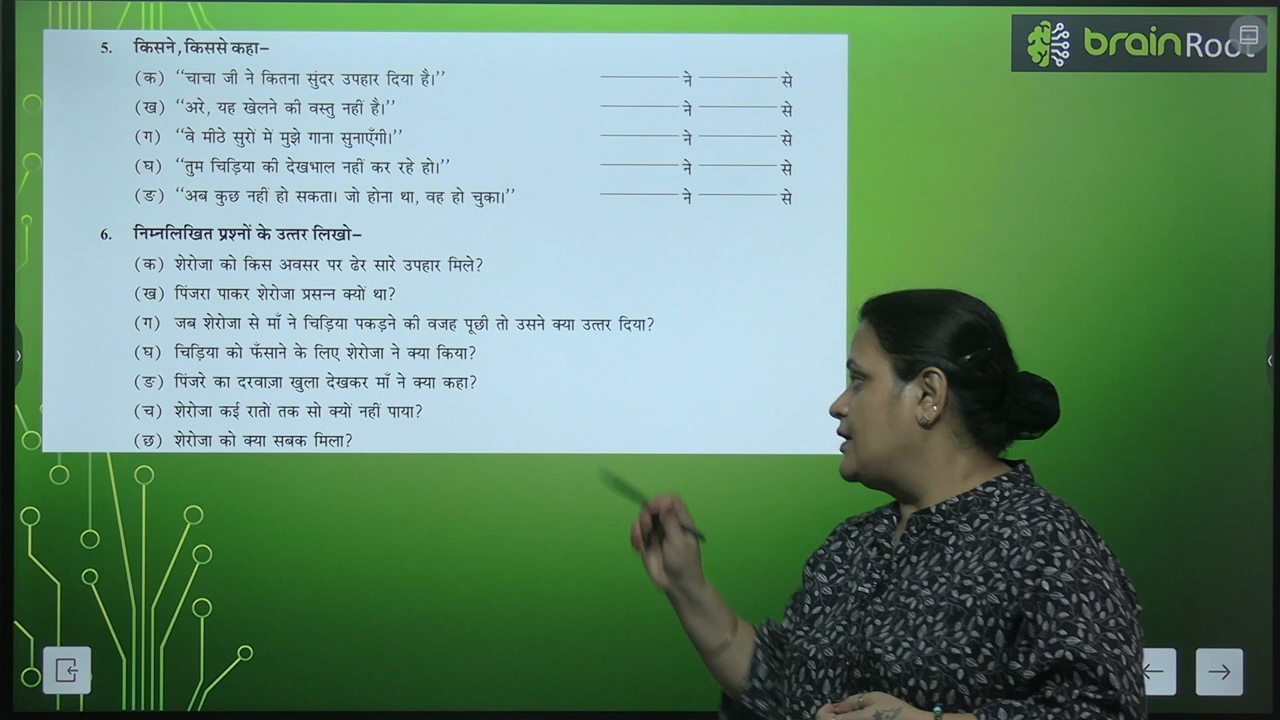 brainRoot
5. किसने, किससे कहा–
(क) ‘‘चाचा जी ने कितना सुंदर उपहार दिया है।’’ ने से
(ख) ‘‘अरे, यह खेलने की वस्तु नहीं है।’’ ने से
(ग) ‘‘वे मीठे सुरों में मुझे गाना सुनाएँगी।’’ ने से
(घ) ‘‘तुम चिड़िया की देखभाल नहीं कर रहे हो।’’ ने से
(ङ) ‘‘अब कुछ नहीं हो सकता। जो होना था, वह हो चुका।’’ ने से
6. निम्नलिखित प्रश्नों के उत्तर लिखो–
(क) शेरोजा को किस अवसर पर ढेर सारे उपहार मिले?
(ख) पिंजरा पाकर शेरोजा प्रसन्न क्यों था?
(ग) जब शेरोजा से माँ ने चिड़िया पकड़ने की वजह पूछी तो उसने क्या उत्तर दिया?
(घ) चिड़िया को फँसाने के लिए शेरोजा ने क्या किया?
(ङ) पिंजरे का दरवाज़ा खुला देखकर माँ ने क्या कहा?
(च) शेरोजा कई रातों तक सो क्यों नहीं पाया?
(छ) शेरोजा को क्या सबक मिला?